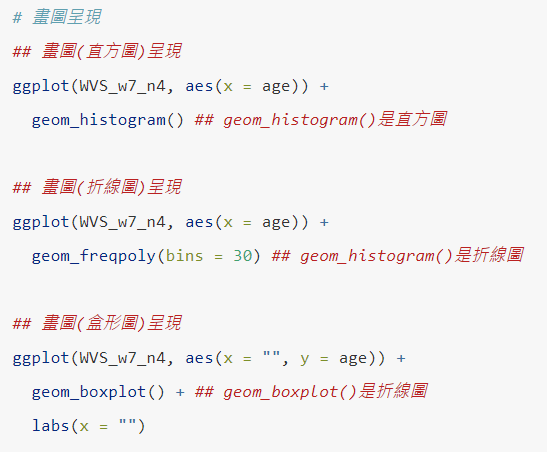 # 畫圖呈現
## 畫圖(直方圖)呈現
ggplot(WVS_w7_n4, aes(x = age)) +
  geom_histogram() ## geom_histogram()是直方圖
## 畫圖(折線圖)呈現
ggplot(WVS_w7_n4, aes(x = age)) +
  geom_freqpoly(bins = 30) ## geom_histogram()是折線圖
## 畫圖(盒形圖)呈現
ggplot(WVS_w7_n4, aes(x = "", y = age)) +
  geom_boxplot() + ## geom_boxplot()是折線圖
  labs(x = "")